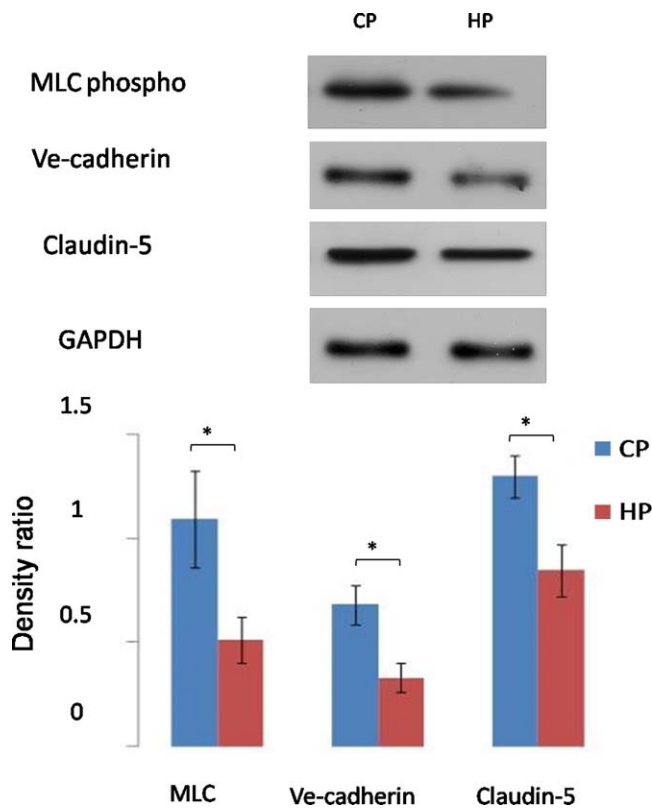 CP HP
MLC phospho
Ve-cadherin
Claudin-5
GAPDH
1.5
1
0.5
0
Density ratio
*
*
*
CP
HP
MLC Ve-cadherin Claudin-5